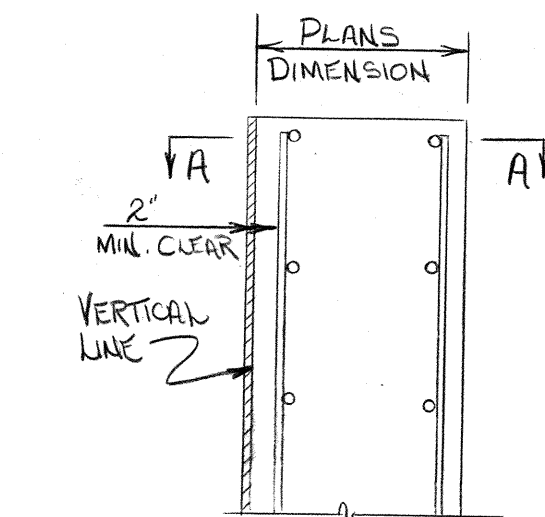 PLANS
DIMENSION
A
A
2"
MIN. CLEAR
VERTICAL
LINE